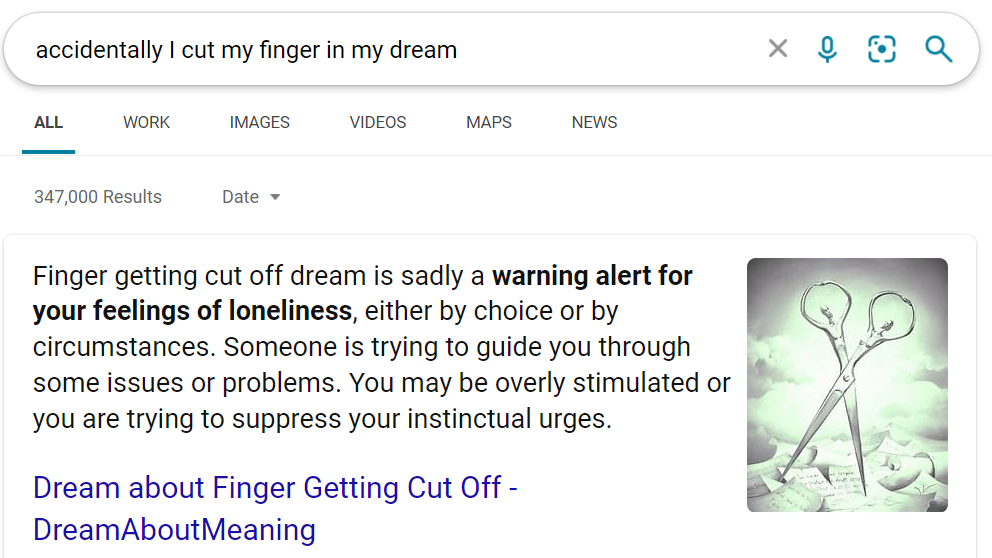 accidentally I cut my finger in my dream
ALL WORK IMAGES VIDEOS MAPS NEWS
347,000 Results Date
Finger getting cut off dream is sadly a warning alert for
your feelings of loneliness, either by choice or by
circumstances. Someone is trying to guide you through
some issues or problems. You may be overly stimulated or
you are trying to suppress your instinctual urges.
Dream about Finger Getting Cut Off -
DreamAboutMeaning